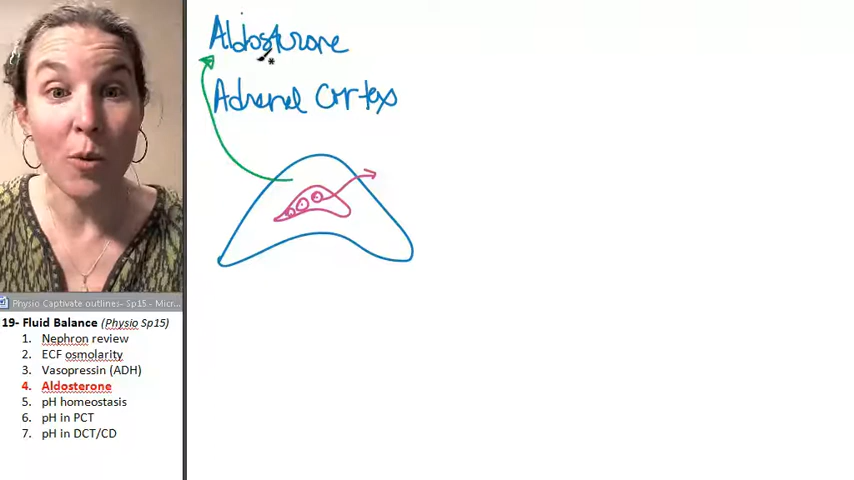 Aldosterone
Adrenal Cortex
Physio Captivate outlines- Sp15 - Micr...
19- Fluid Balance (Physio Sp15)
1. Nephron review
2. ECF osmolarity
3. Vasopressin (ADH)
4. Aldosterone
5. pH homeostasis
6. pH in PCT
7. pH in DCT/CD